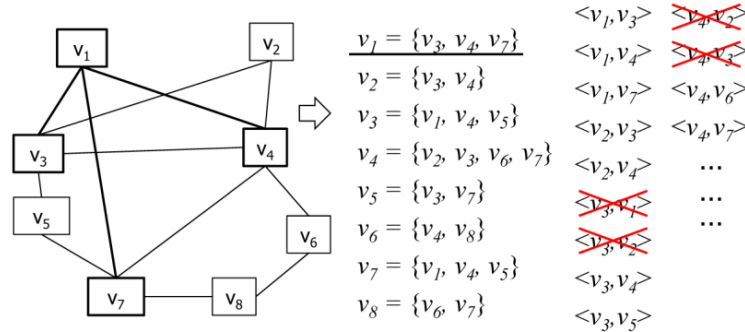 v1
v2
v3
v4
v5
v6
v7
v8
v1 = {v3, v4, v7}
v2 = {v3, v4}
v3 = {v1, v4, v5}
v4 = {v2, v3, v6, v7}
v5 = {v3, v7}
v6 = {v4, v8}
v7 = {v1, v4, v5}
v8 = {v6, v7}
<v1,v3>
<v1,v4>
<v1,v7>
<v2,v3>
<v2,v4>
<v3,v1>
<v3,v2>
<v3,v4>
<v3,v5>
<v4,v2>
<v4,v3>
<v4,v6>
<v4,v7>
...
...
...